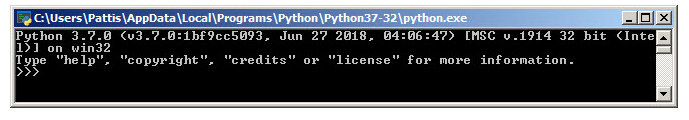 C:\Users\Pattis\AppData\Local\Programs\Python\Python37-32\python.exe
Python 3.7.0 (v3.7.0:1bf9cc5093, Jun 27 2018, 04:06:47) [MSC v.1914 32 bit (Inte
l)] on win32
Type "help", "copyright", "credits" or "license" for more information.
>>>